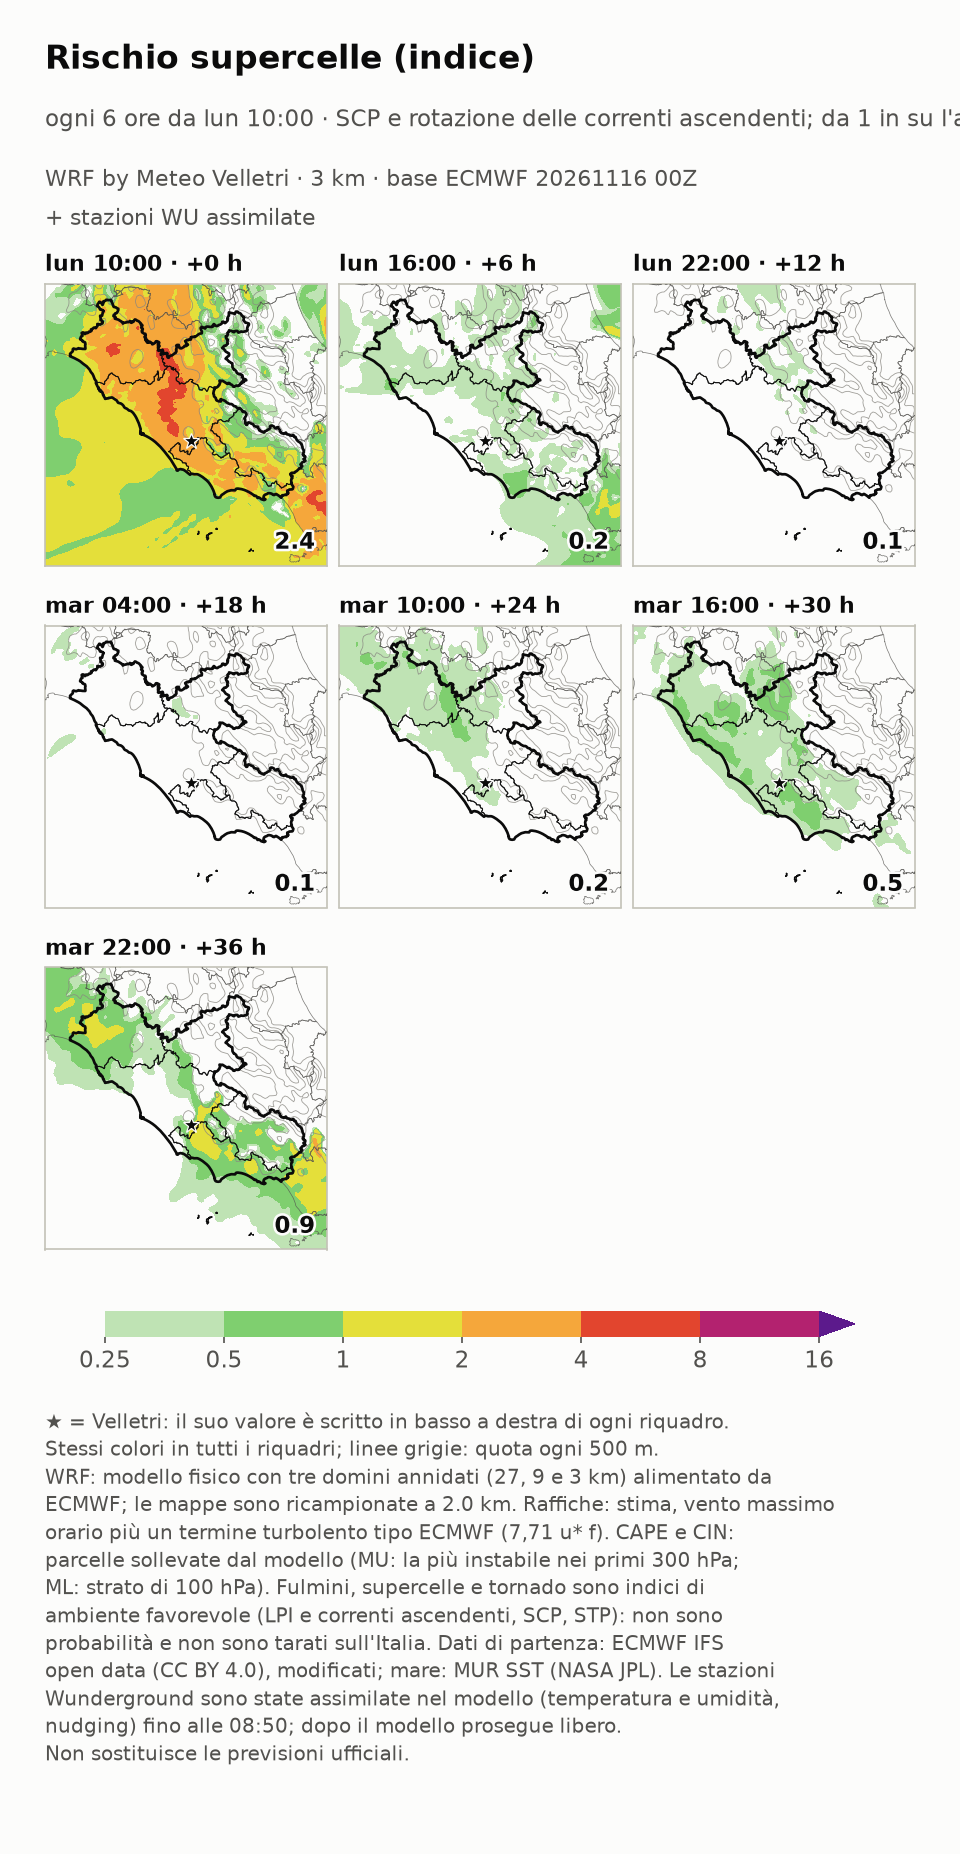 Rischio supercelle (indice)
ogni 6 ore da lun 10:00 · SCP e rotazione delle correnti ascendenti; da 1 in su l'a
WRF by Meteo Velletri · 3 km · base ECMWF 20261116 00Z
+ stazioni WU assimilate
lun 10:00 · +0 h
lun 16:00 · +6 h
lun 22:00 · +12 h
2.4
0.2
0.1
mar 04:00 · +18 h
mar 10:00 · +24 h
mar 16:00 · +30 h
0.1
0.2
0.5
mar 22:00 · +36 h
0.9
0.25 0.5 1 2 4 8 16
★ = Velletri: il suo valore è scritto in basso a destra di ogni riquadro.
Stessi colori in tutti i riquadri; linee grigie: quota ogni 500 m.
WRF: modello fisico con tre domini annidati (27, 9 e 3 km) alimentato da
ECMWF; le mappe sono ricampionate a 2.0 km. Raffiche: stima, vento massimo
orario più un termine turbolento tipo ECMWF (7,71 u* f). CAPE e CIN:
parcelle sollevate dal modello (MU: la più instabile nei primi 300 hPa;
ML: strato di 100 hPa). Fulmini, supercelle e tornado sono indici di
ambiente favorevole (LPI e correnti ascendenti, SCP, STP): non sono
probabilità e non sono tarati sull'Italia. Dati di partenza: ECMWF IFS
open data (CC BY 4.0), modificati; mare: MUR SST (NASA JPL). Le stazioni
Wunderground sono state assimilate nel modello (temperatura e umidità,
nudging) fino alle 08:50; dopo il modello prosegue libero.
Non sostituisce le previsioni ufficiali.